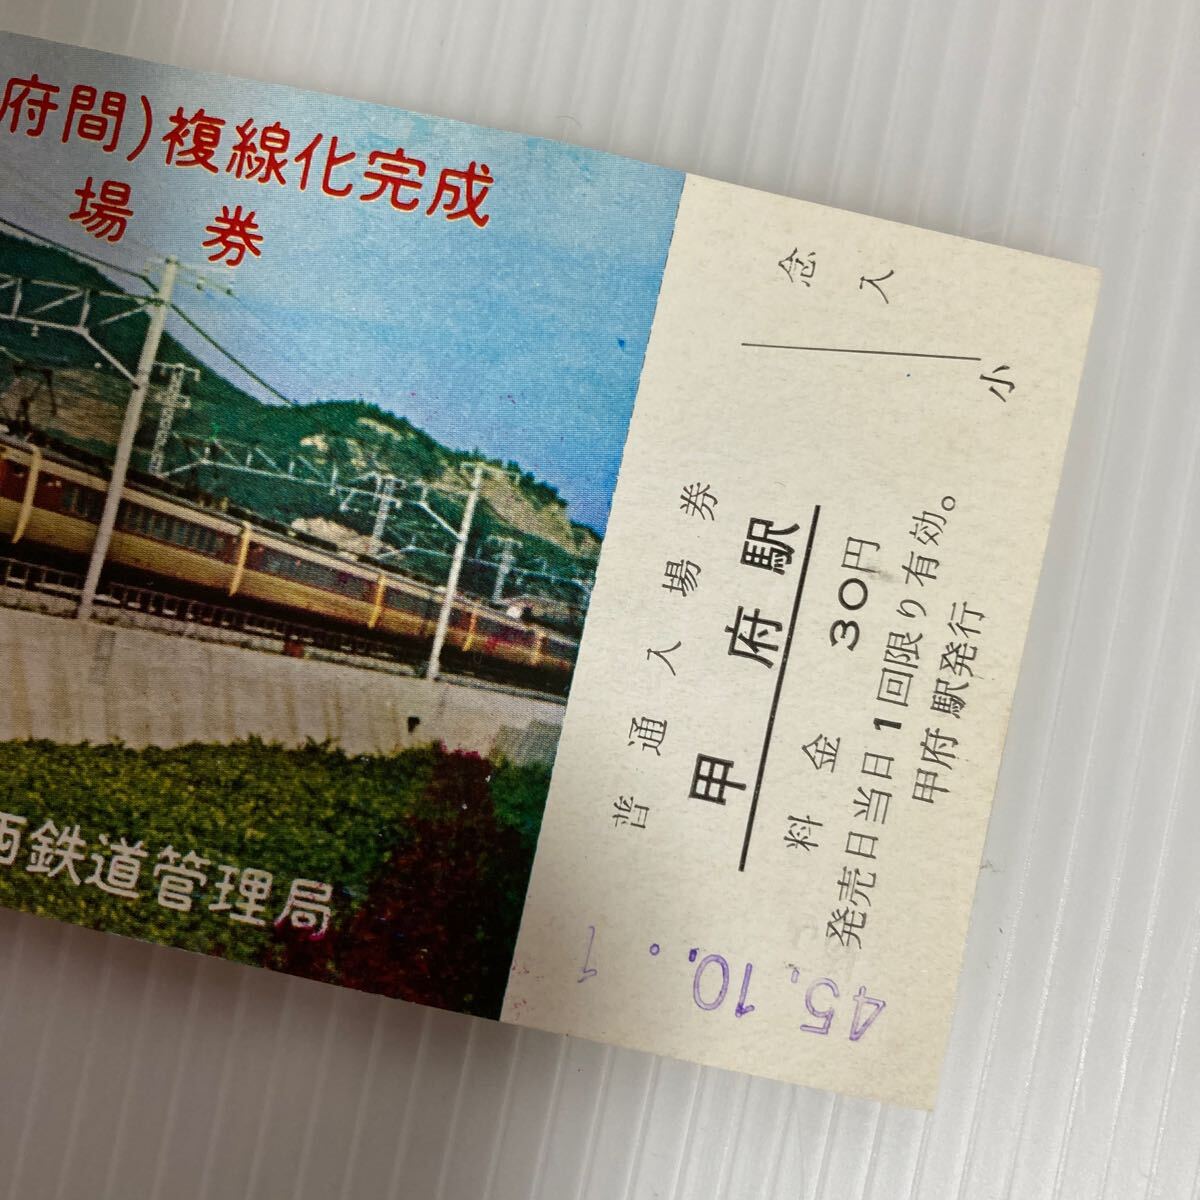 府間)複線化完成
場券
西鉄道管理局
念入
小
普通入場券
甲府駅
料金 30円
発売日当日1回限り有効。
甲府駅発行
45.10.